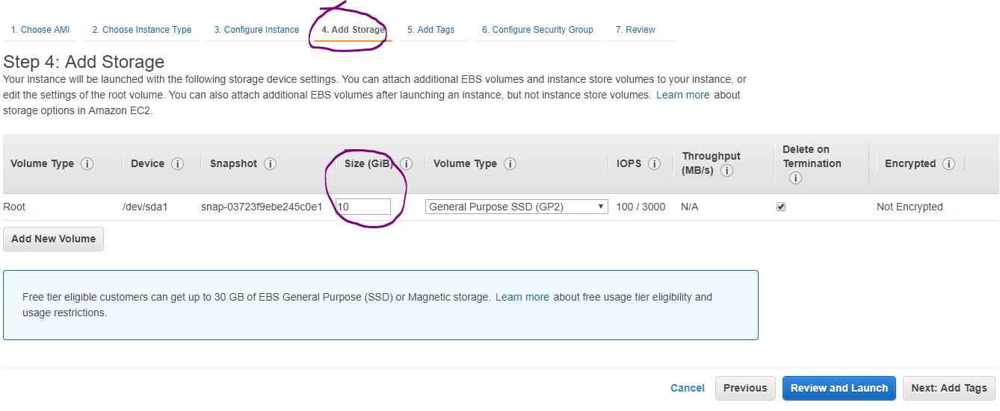 1. Choose AMI 2. Choose Instance Type 3. Configure Instance 4. Add Storage 5. Add Tags 6. Configure Security Group 7. Review
Step 4: Add Storage
Your instance will be launched with the following storage device settings. You can attach additional EBS volumes and instance store volumes to your instance, or
edit the settings of the root volume. You can also attach additional EBS volumes after launching an instance, but not instance store volumes. Learn more about
storage options in Amazon EC2.
Volume Type i Device i Snapshot i Size (GiB) i Volume Type i IOPS i Throughput (MB/s) i Delete on Termination i Encrypted i
Root /dev/sda1 snap-03723f9ebe245c0e1 10 General Purpose SSD (GP2) 100 / 3000 N/A Not Encrypted
Add New Volume
Free tier eligible customers can get up to 30 GB of EBS General Purpose (SSD) or Magnetic storage. Learn more about free usage tier eligibility and
usage restrictions.
Cancel Previous Review and Launch Next: Add Tags